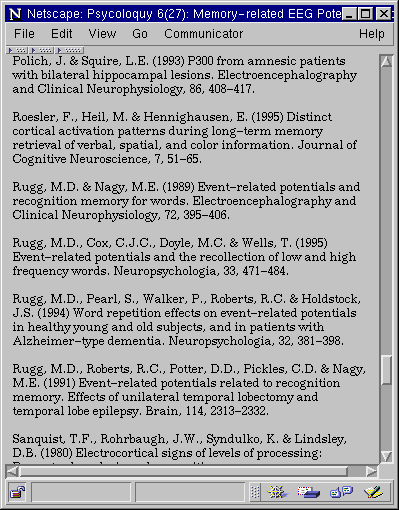 Netscape: Psycoloquy 6(27): Memory-related EEG Pote
File Edit View Go Communicator Help
Polich, J. & Squire, L.E. (1993) P300 from amnesic patients
with bilateral hippocampal lesions. Electroencephalography
and Clinical Neurophysiology, 86, 408-417.
Roesler, F., Heil, M. & Hennighausen, E. (1995) Distinct
cortical activation patterns during long-term memory
retrieval of verbal, spatial, and color information. Journal of
Cognitive Neuroscience, 7, 51-65.
Rugg, M.D. & Nagy, M.E. (1989) Event-related potentials and
recognition memory for words. Electroencephalography and
Clinical Neurophysiology, 72, 395-406.
Rugg, M.D., Cox, C.J.C., Doyle, M.C. & Wells, T. (1995)
Event-related potentials and the recollection of low and high
frequency words. Neuropsychologia, 33, 471-484.
Rugg, M.D., Pearl, S., Walker, P., Roberts, R.C. & Holdstock,
J.S. (1994) Word repetition effects on event-related potentials
in healthy young and old subjects, and in patients with
Alzheimer-type dementia. Neuropsychologia, 32, 381-398.
Rugg, M.D., Roberts, R.C., Potter, D.D., Pickles, C.D. & Nagy,
M.E. (1991) Event-related potentials related to recognition
memory. Effects of unilateral temporal lobectomy and
temporal lobe epilepsy. Brain, 114, 2313-2332.
Sanquist, T.F., Rohrbaugh, J.W., Syndulko, K. & Lindsley,
D.B. (1980) Electrocortical signs of levels of processing: